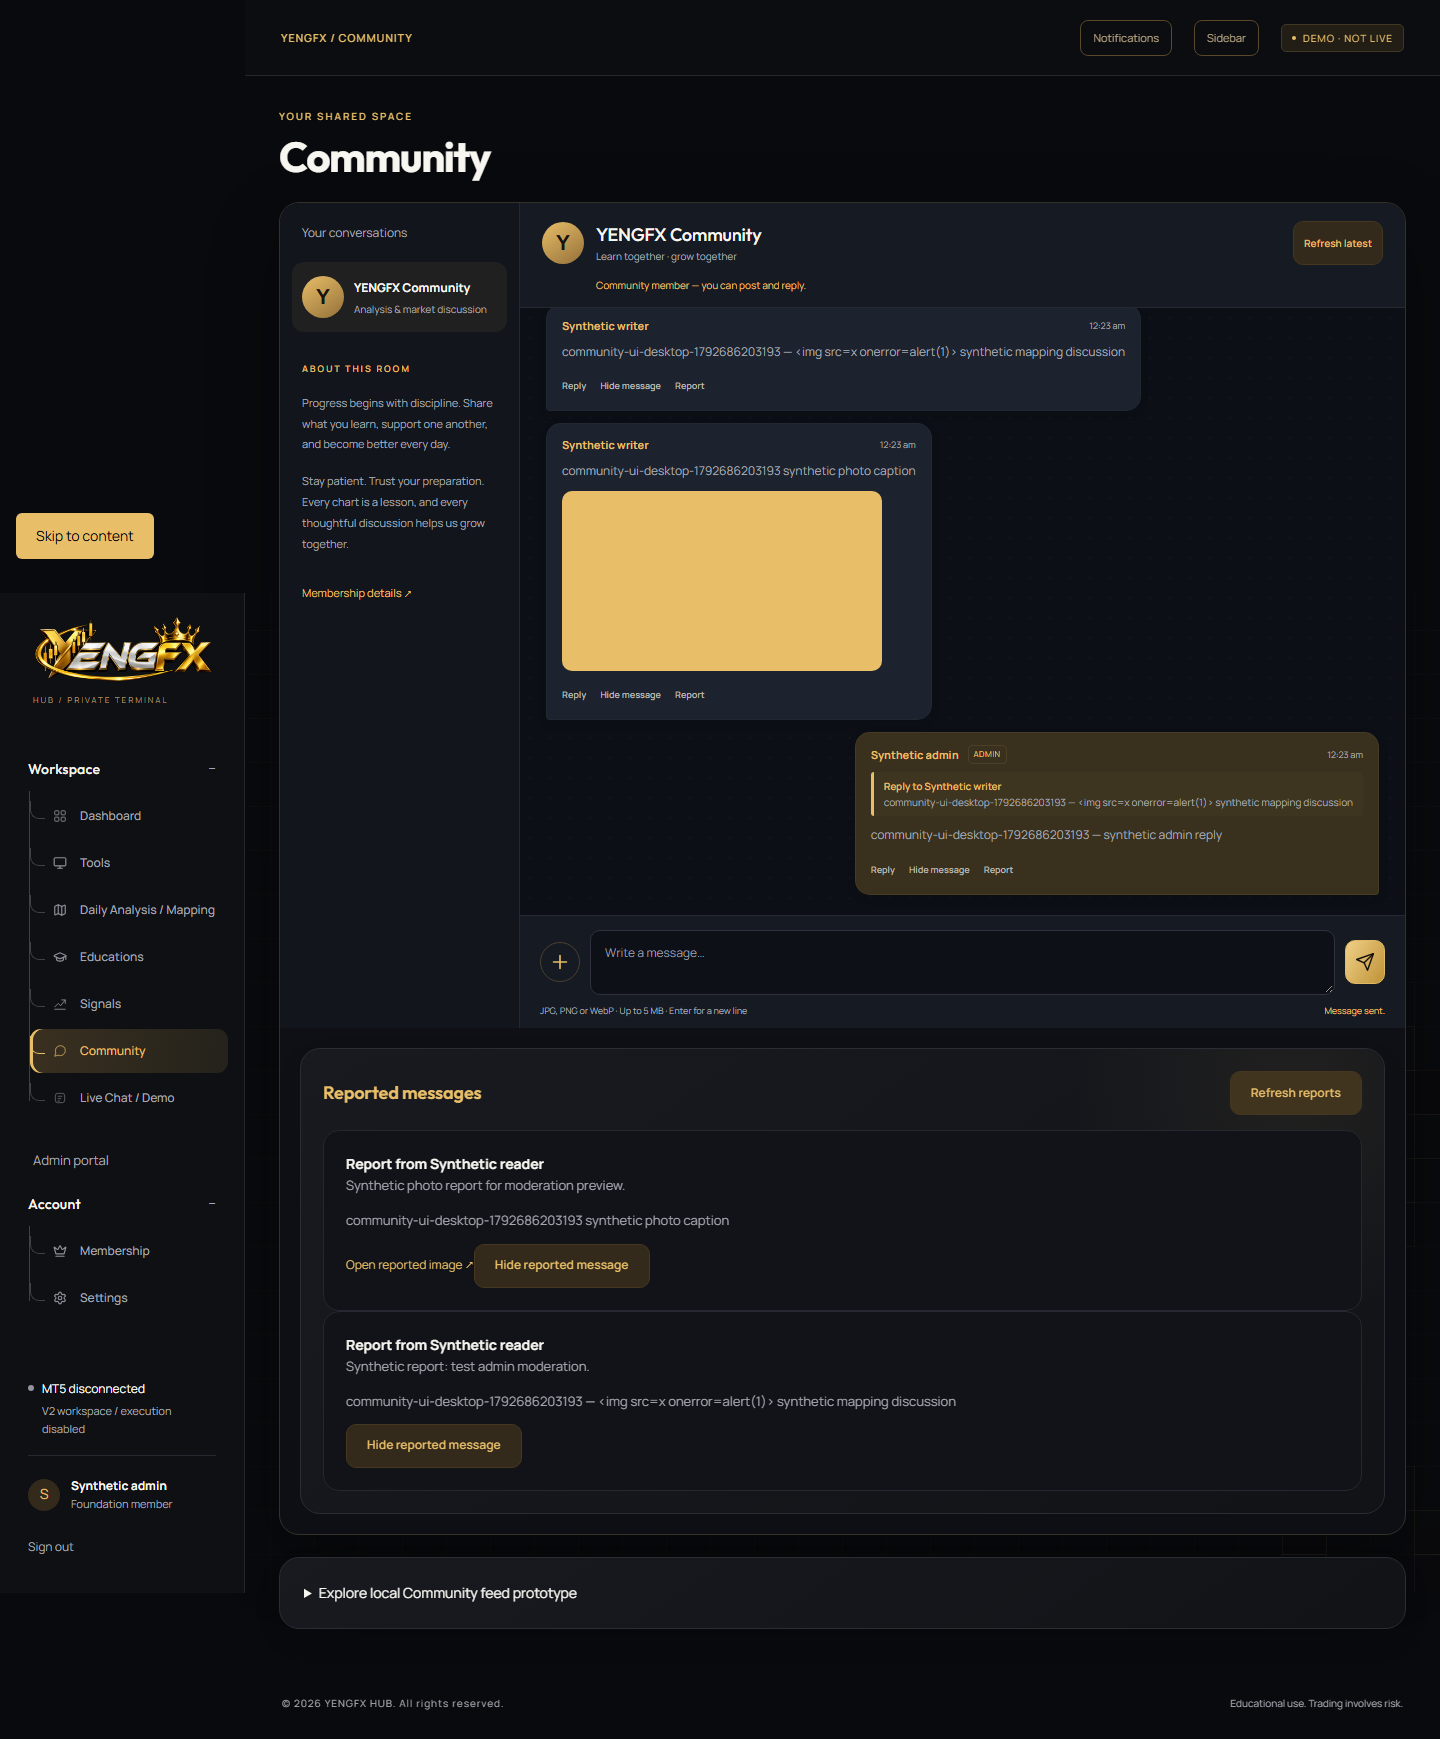 YENGFX / COMMUNITY
Notifications
Sidebar
DEMO · NOT LIVE
YOUR SHARED SPACE
Community
Your conversations
Y
YENGFX Community
Analysis & market discussion
ABOUT THIS ROOM
Progress begins with discipline. Share
what you learn, support one another,
and become better every day.
Stay patient. Trust your preparation.
Every chart is a lesson, and every
thoughtful discussion helps us grow
together.
Membership details ↗
Y
YENGFX Community
Learn together · grow together
Community member — you can post and reply.
Refresh latest
Synthetic writer
12:23 am
community-ui-desktop-1792686203193 — <img src=x onerror=alert(1)> synthetic mapping discussion
Reply Hide message Report
Synthetic writer
12:23 am
community-ui-desktop-1792686203193 synthetic photo caption
Reply Hide message Report
Synthetic admin ADMIN
12:23 am
Reply to Synthetic writer
community-ui-desktop-1792686203193 — <img src=x onerror=alert(1)> synthetic mapping discussion
community-ui-desktop-1792686203193 — synthetic admin reply
Reply Hide message Report
Write a message...
JPG, PNG or WebP · Up to 5 MB · Enter for a new line
Message sent.
Skip to content
YENGFX
HUB / PRIVATE TERMINAL
Workspace –
Dashboard
Tools
Daily Analysis / Mapping
Educations
Signals
Community
Live Chat / Demo
Admin portal
Account –
Membership
Settings
MT5 disconnected
V2 workspace / execution
disabled
S
Synthetic admin
Foundation member
Sign out
Reported messages
Refresh reports
Report from Synthetic reader
Synthetic photo report for moderation preview.
community-ui-desktop-1792686203193 synthetic photo caption
Open reported image ↗
Hide reported message
Report from Synthetic reader
Synthetic report: test admin moderation.
community-ui-desktop-1792686203193 — <img src=x onerror=alert(1)> synthetic mapping discussion
Hide reported message
▶ Explore local Community feed prototype
© 2026 YENGFX HUB. All rights reserved.
Educational use. Trading involves risk.